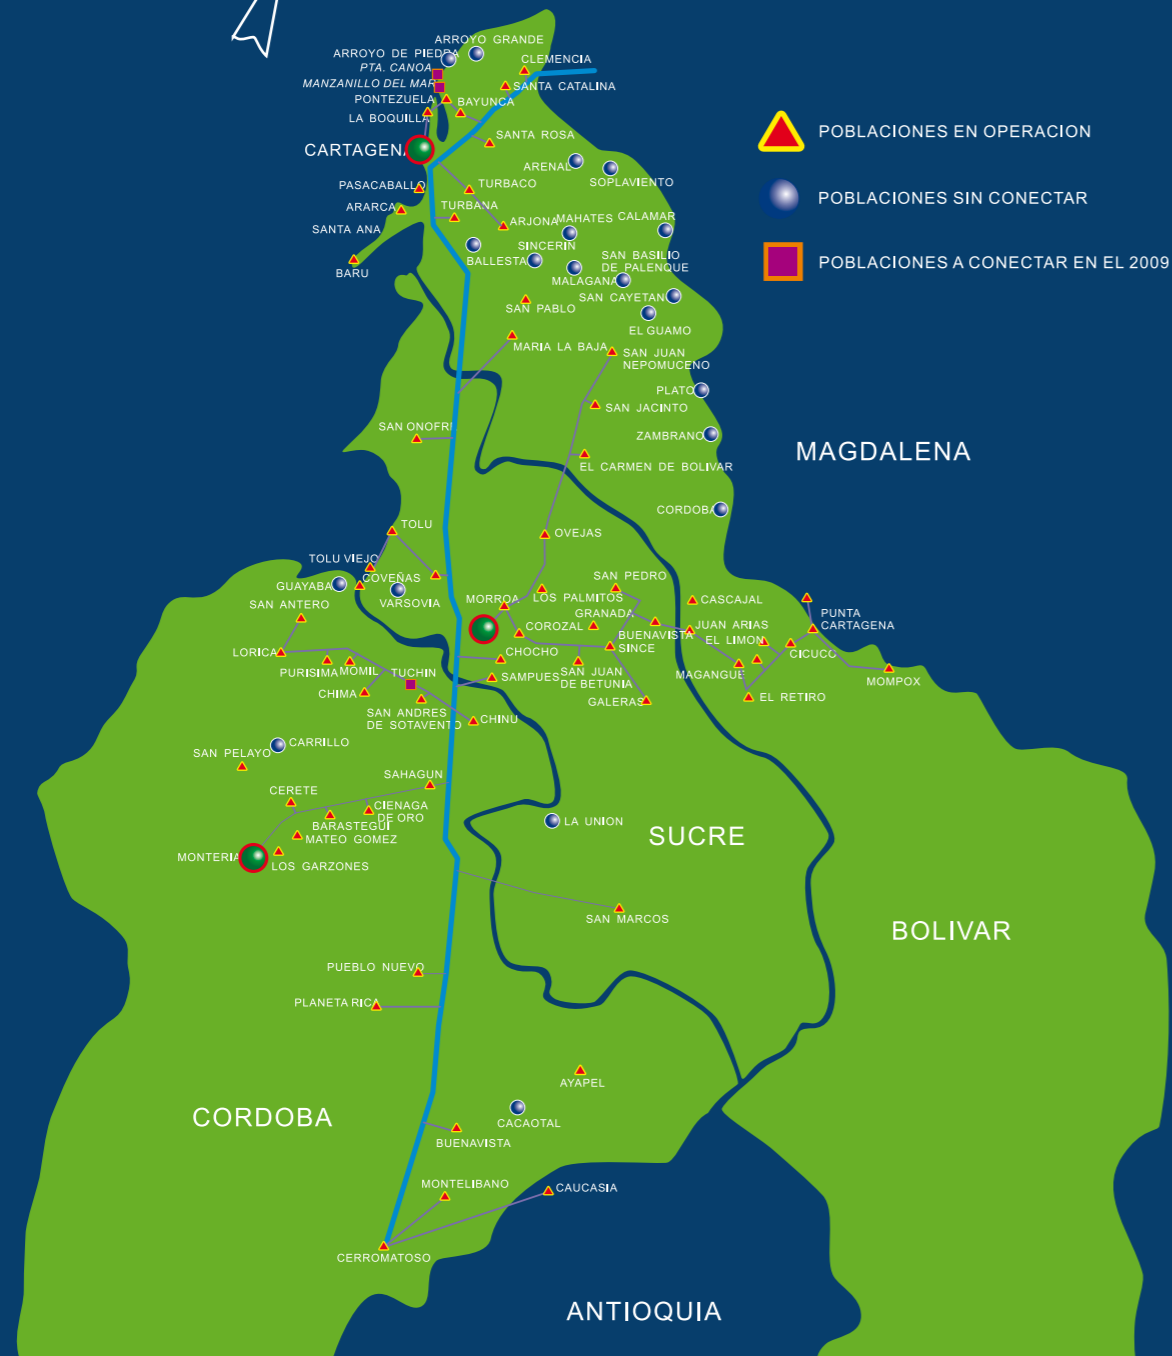 ARROYO GRANDE
ARROYO DE PIEDRA
CLEMENCIA
PTA. CANOA
MANZANILLO DEL MAR
SANTA CATALINA
PONTEZUELA
BAYUNCA
LA BOQUILLA
SANTA ROSA
CARTAGENA
ARENAL
SOPLAVIENTO
PASACABALLO
TURBACO
ARARCA
TURBANA
SANTA ANA
ARJONA
MAHATES
CALAMAR
SINCERIN
BALLESTA
SAN BASILIO
DE PALENQUE
BARU
MALAGANA
SAN CAYETANO
SAN PABLO
EL GUAMO
MARIA LA BAJA
SAN JUAN
NEPOMUCENO
PLATO
SAN JACINTO
SAN ONOFRE
ZAMBRANO
EL CARMEN DE BOLIVAR
CORDOBA
TOLU
OVEJAS
TOLU VIEJO
GUAYABA
COVEÑAS
VARSOVIA
SAN ANTERO
MORROA
LOS PALMITOS
SAN PEDRO
GRANADA
CASCAJAL
COROZAL
BUENAVISTA
JUAN ARIAS
EL LIMON
PUNTA
CARTAGENA
SINCE
CICUCO
LORICA
CHOCHO
PURISIMA
MOMIL
TUCHIN
SAMPUES
SAN JUAN
DE BETUNIA
MAGANGUE
MOMPOX
CHIMA
SAN ANDRES
DE SOTAVENTO
CHINU
GALERAS
EL RETIRO
CARRILLO
SAN PELAYO
SAHAGUN
CERETE
CIENAGA
DE ORO
BARASTEGUI
MATEO GOMEZ
LA UNION
MONTERIA
LOS GARZONES
SAN MARCOS
PUEBLO NUEVO
PLANETA RICA
AYAPEL
CACAOTAL
BUENAVISTA
MONTELIBANO
CAUCASIA
CERROMATOSO
POBLACIONES EN OPERACION
POBLACIONES SIN CONECTAR
POBLACIONES A CONECTAR EN EL 2009
MAGDALENA
SUCRE
BOLIVAR
CORDOBA
ANTIOQUIA